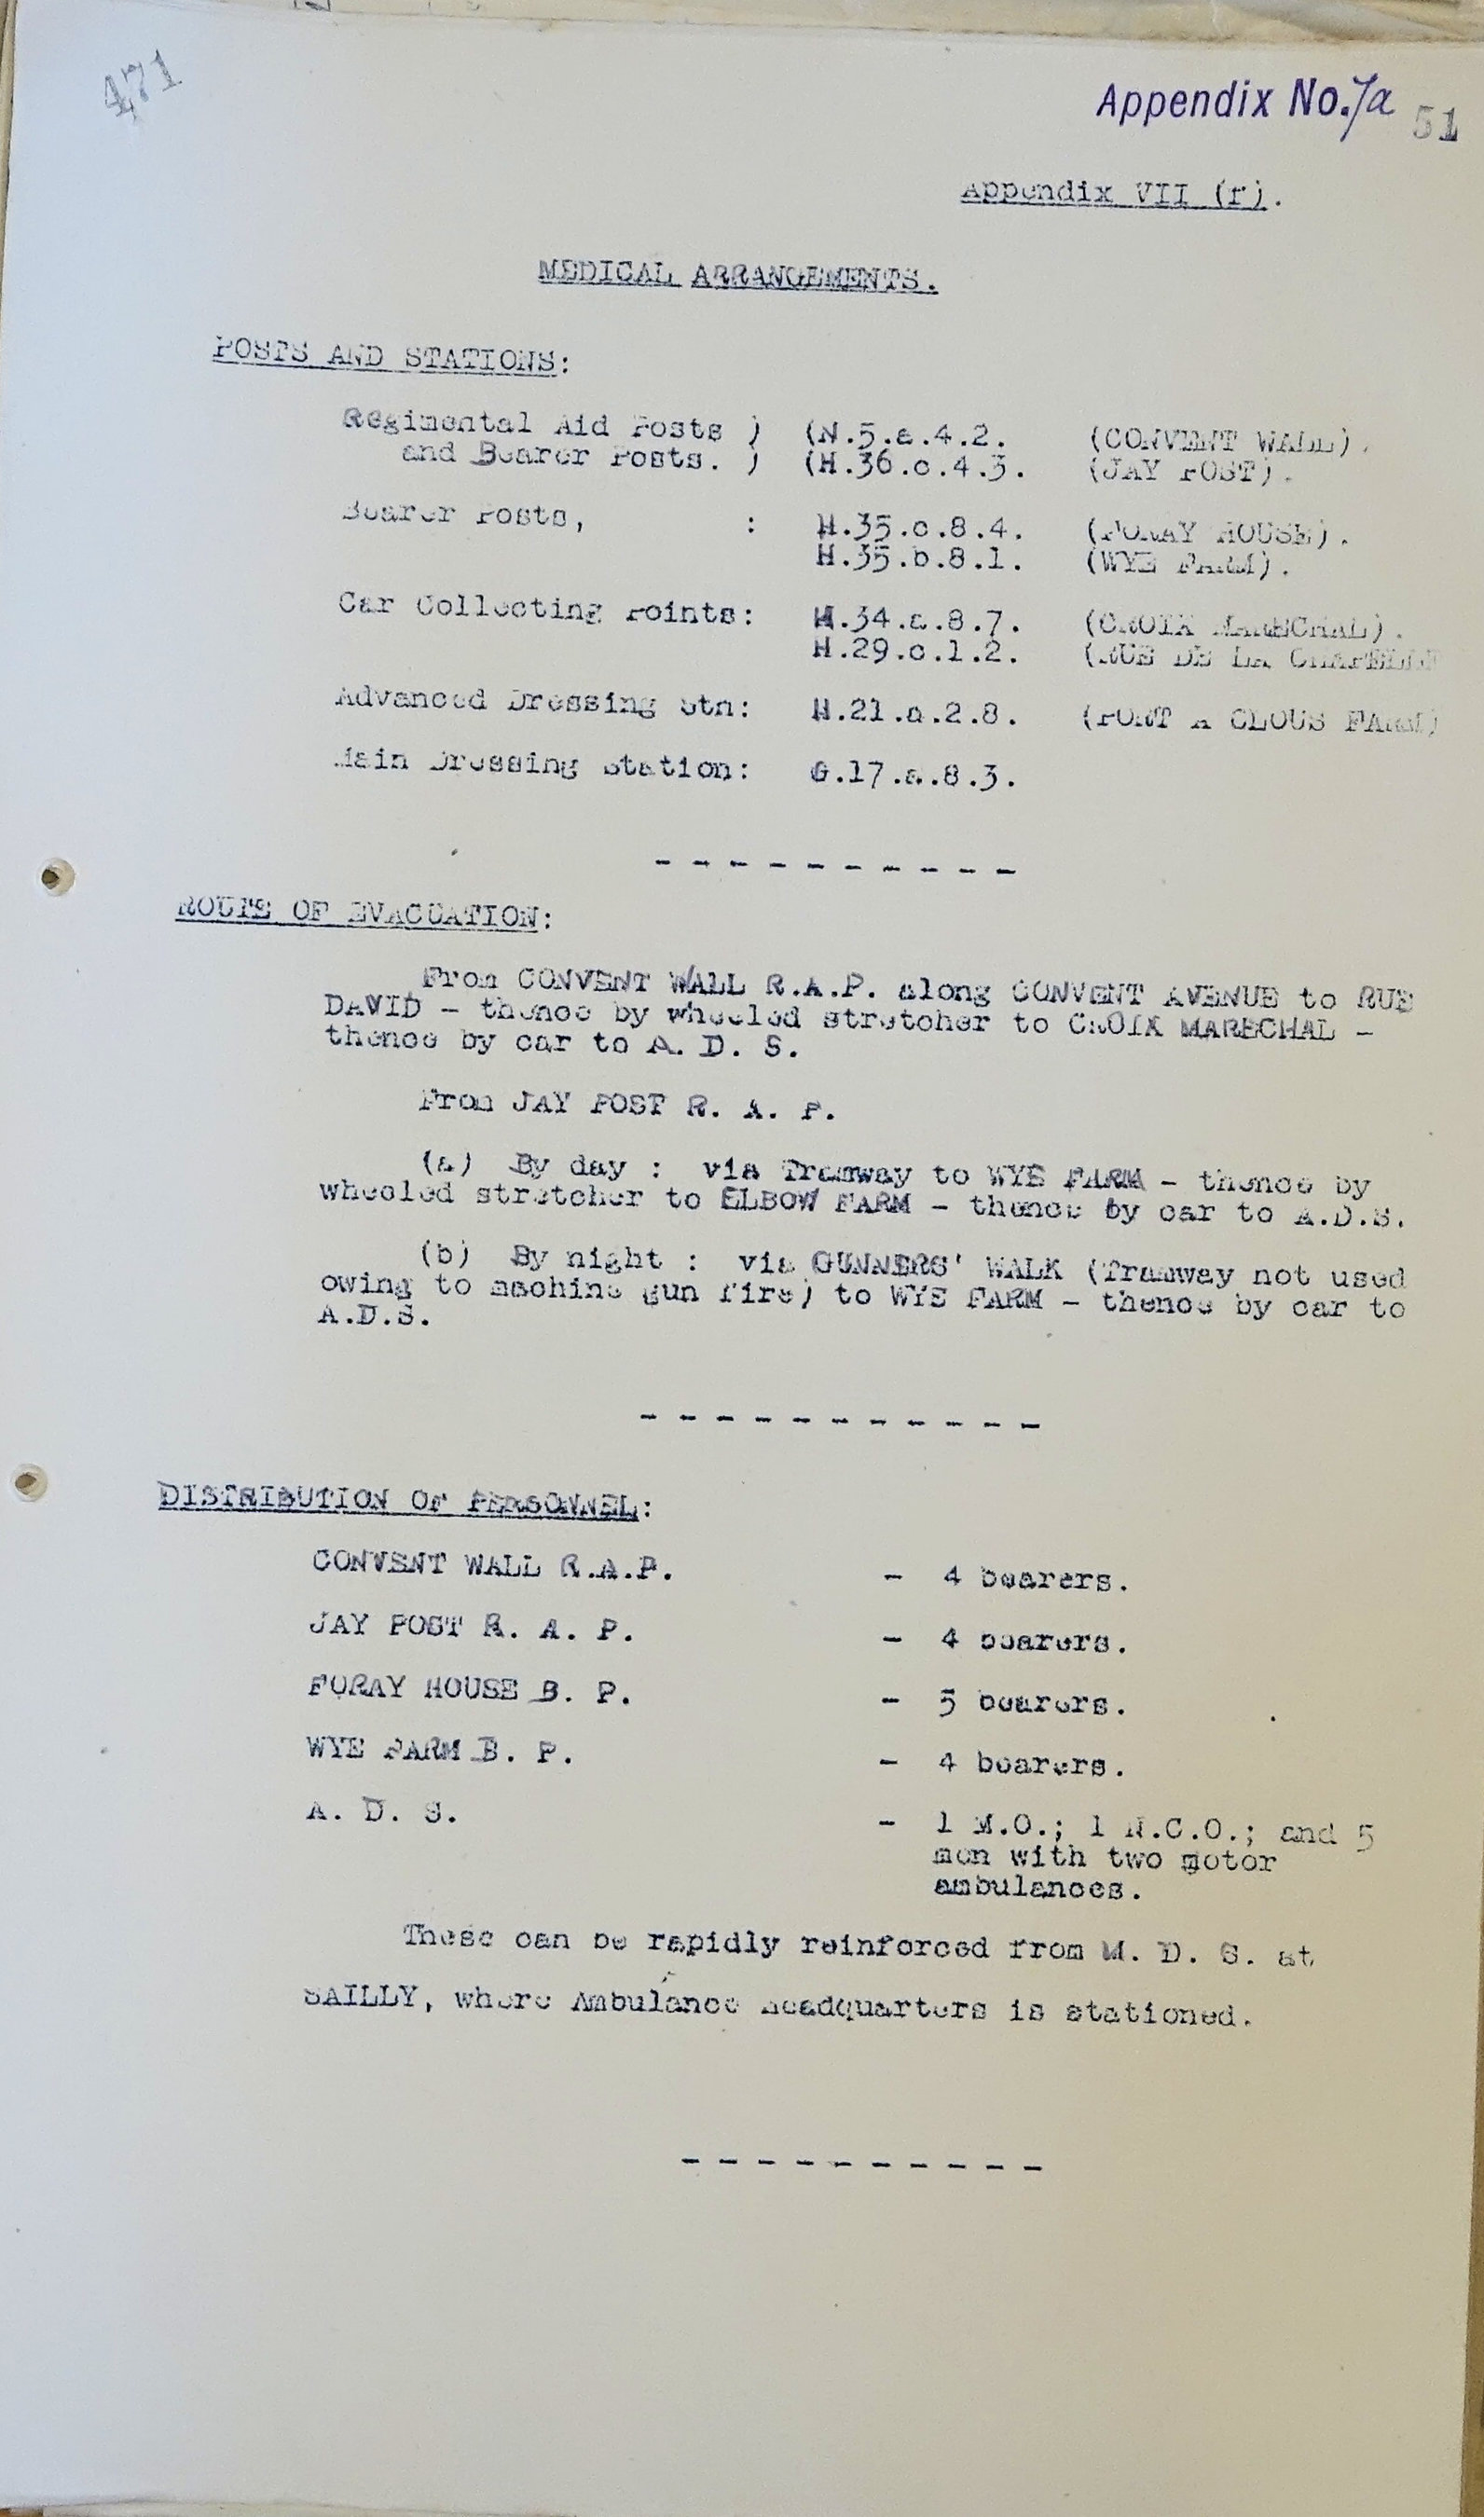 471
Appendix No. 7a 51
Appendix VII (r).
MEDICAL ARRANGEMENTS.
POSTS AND STATIONS:
Regimental Aid Posts ) (N.5.a.4.2. (CONVENT WALL).
and Bearer Posts. ) (H.36.c.4.3. (JAY POST).
Bearer Posts, : H.35.c.8.4. (FORAY HOUSE).
H.35.b.8.1. (WYE FARM).
Car Collecting Points: H.34.a.8.7. (CROIX MARECHAL).
H.29.c.1.2. (RUE DE LA CHAPELLE
Advanced Dressing Stn: H.21.a.2.8. (FORT A CLOUS FARM)
Main Dressing Station: G.17.a.8.3.
- - - - - - - - - -
ROUTE OF EVACUATION:
From CONVENT WALL R.A.P. along CONVENT AVENUE to RUE
DAVID - thence by wheeled stretcher to CROIX MARECHAL -
thence by car to A. D. S.
From JAY POST R. A. P.
(a) By day : via Tramway to WYE FARM - thence by
wheeled stretcher to ELBOW FARM - thence by car to A.D.S.
(b) By night : via GUNNERS' WALK (Tramway not used
owing to machine gun fire) to WYE FARM - thence by car to
A.D.S.
- - - - - - - - - - -
DISTRIBUTION OF PERSONNEL:
CONVENT WALL R.A.P. - 4 bearers.
JAY POST R. A. P. - 4 bearers.
FORAY HOUSE B. P. - 5 bearers.
WYE FARM B. P. - 4 bearers.
A. D. S. - 1 M.O.; 1 N.C.O.; and 5
men with two motor
ambulances.
These can be rapidly reinforced from M. D. S. at
SAILLY, where Ambulance Headquarters is stationed.
- - - - - - - - - -